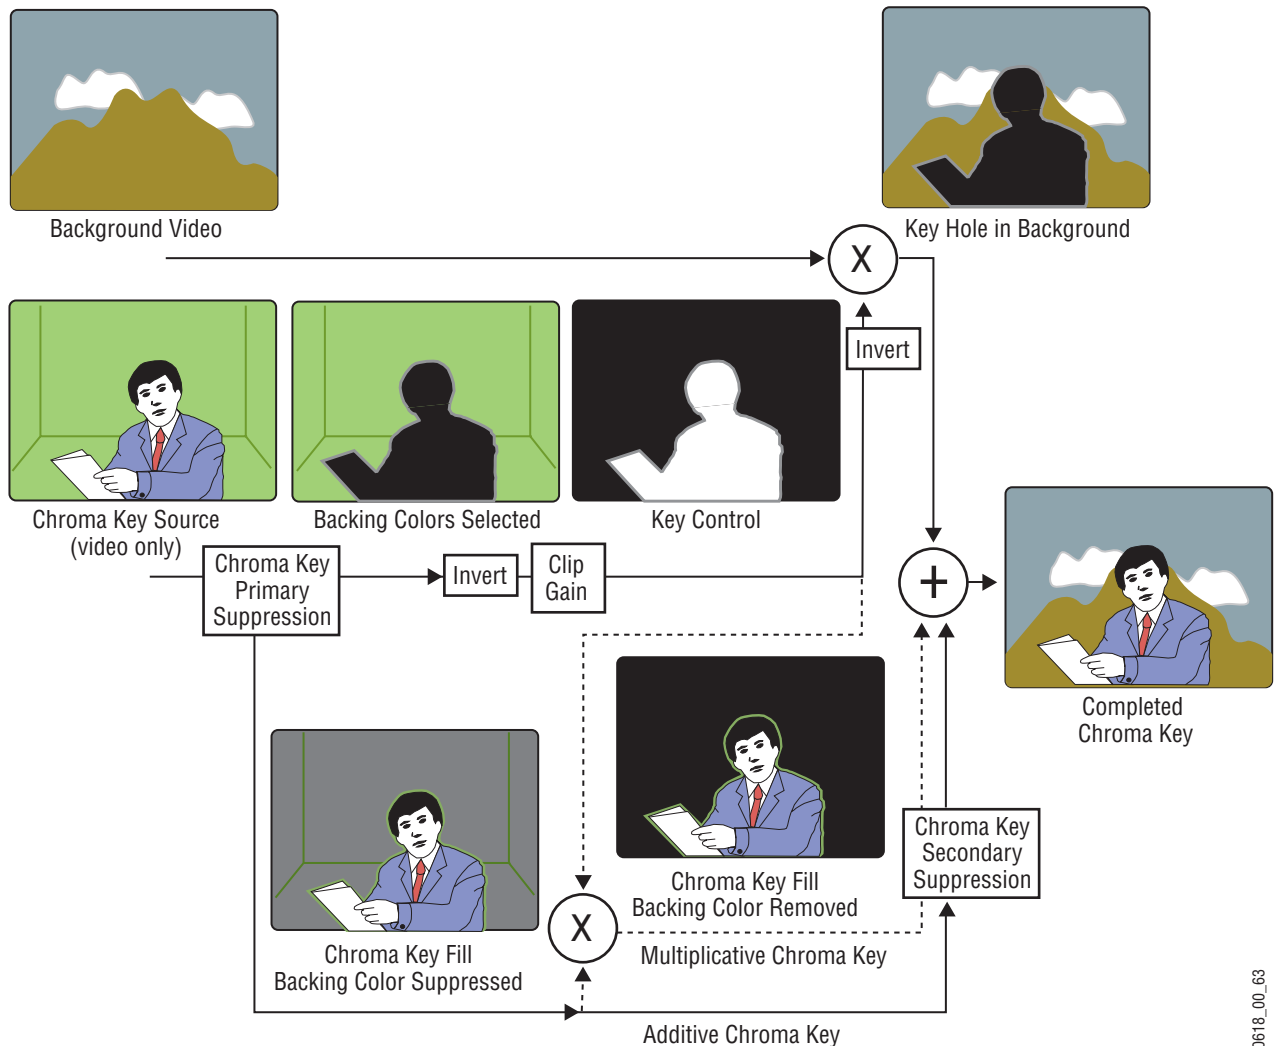 Background Video
Key Hole in Background
X
Invert
Chroma Key Source
(video only)
Backing Colors Selected
Key Control
Chroma Key
Primary
Suppression
Invert
Clip
Gain
+
Completed
Chroma Key
Chroma Key Fill
Backing Color Suppressed
X
Chroma Key Fill
Backing Color Removed
Chroma Key
Secondary
Suppression
Multiplicative Chroma Key
Additive Chroma Key
0618_00_63